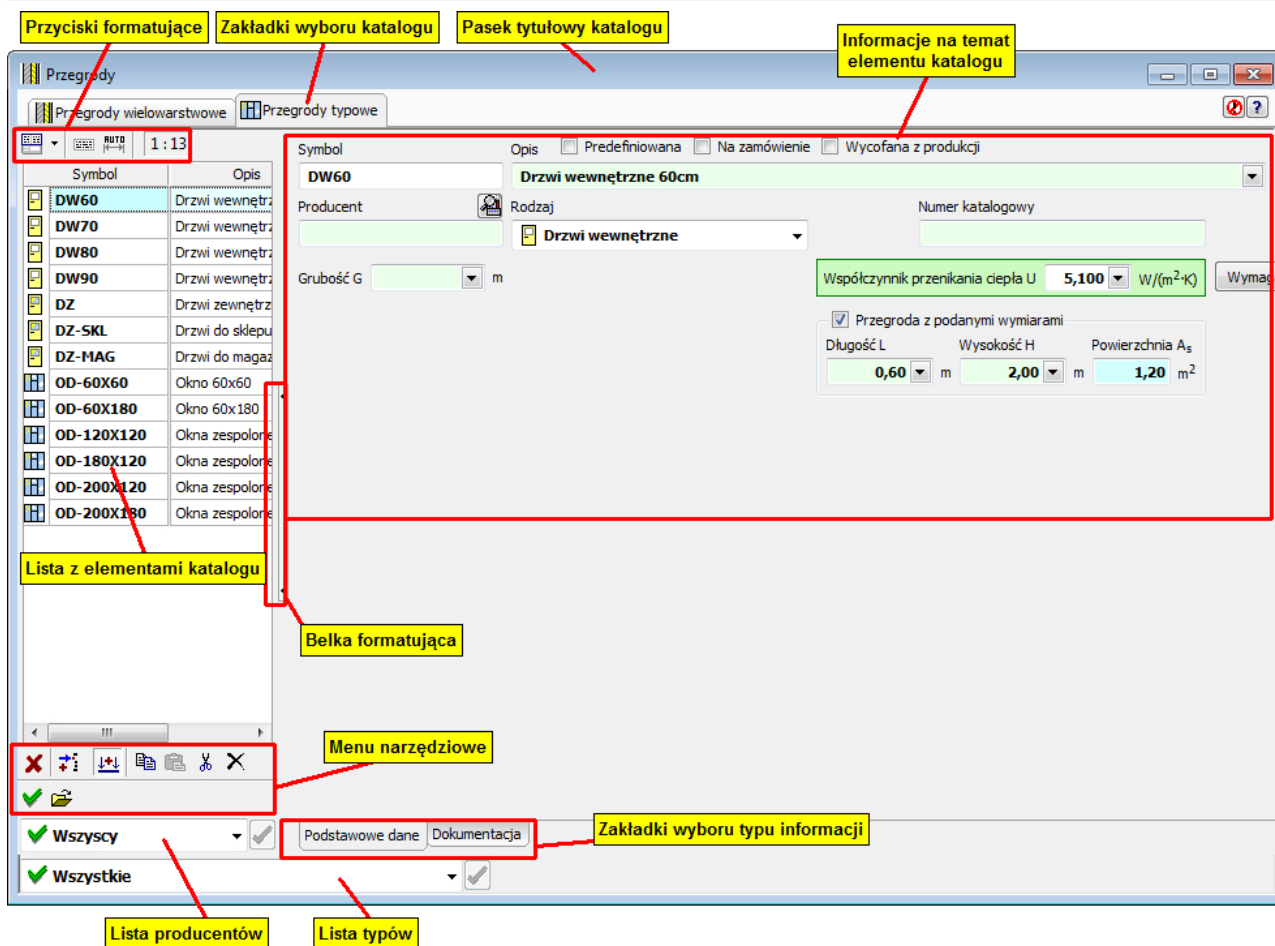 Przyciski formatujące
Zakładki wyboru katalogu
Pasek tytułowy katalogu
Informacje na temat
elementu katalogu
Przegrody
Przegrody wielowarstwowe
Przegrody typowe
AUTO
1:13
Symbol
Opis
Predefiniowana
Na zamówienie
Wycofana z produkcji
DW60
Drzwi wewnętrzne 60cm
Producent
Rodzaj
Numer katalogowy
Drzwi wewnętrzne
Grubość G
m
Współczynnik przenikania ciepła U
5,100
W/(m²·K)
Wymag
Przegroda z podanymi wymiarami
Długość L
Wysokość H
Powierzchnia As
0,60
m
2,00
m
1,20
m²
Symbol
Opis
DW60
Drzwi wewnętrz
DW70
Drzwi wewnętrz
DW80
Drzwi wewnętrz
DW90
Drzwi wewnętrz
DZ
Drzwi zewnętrz
DZ-SKL
Drzwi do sklepu
DZ-MAG
Drzwi do magaz
OD-60X60
Okno 60x60
OD-60X180
Okno 60x180
OD-120X120
Okna zespolone
OD-180X120
Okna zespolone
OD-200X120
Okna zespolone
OD-200X180
Okna zespolone
Lista z elementami katalogu
Belka formatująca
Menu narzędziowe
Wszyscy
Podstawowe dane
Dokumentacja
Zakładki wyboru typu informacji
Wszystkie
Lista producentów
Lista typów